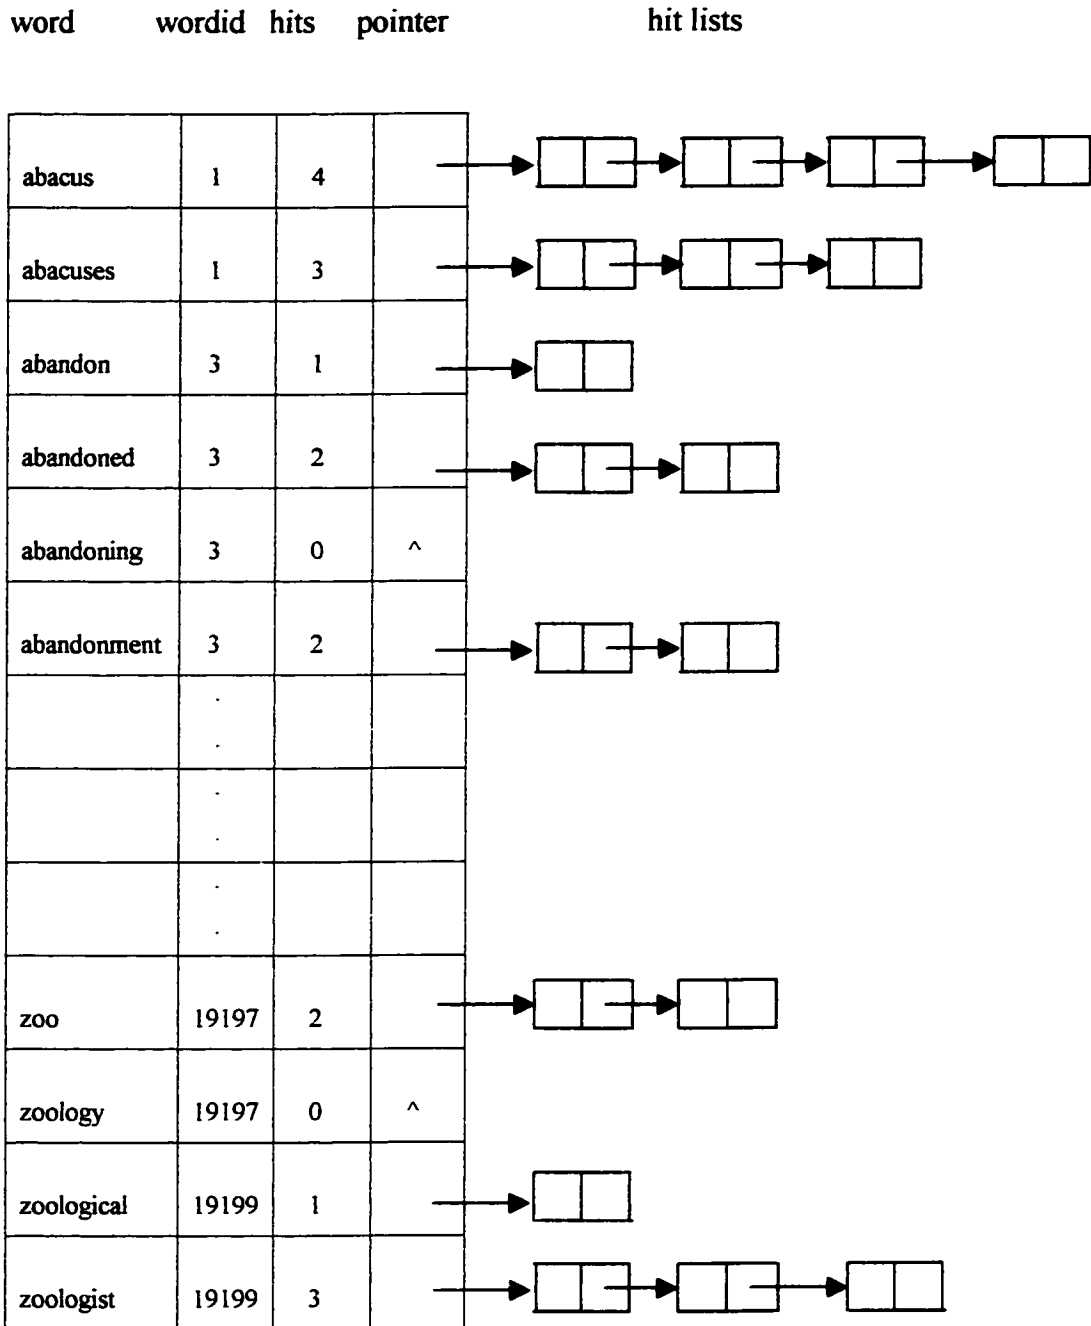 word wordid hits pointer hit lists
abacus 1 4
abacuses 1 3
abandon 3 1
abandoned 3 2
abandoning 3 0 ^
abandonment 3 2
.
.
.
.
.
.
zoo 19197 2
zoology 19197 0 ^
zoological 19199 1
zoologist 19199 3